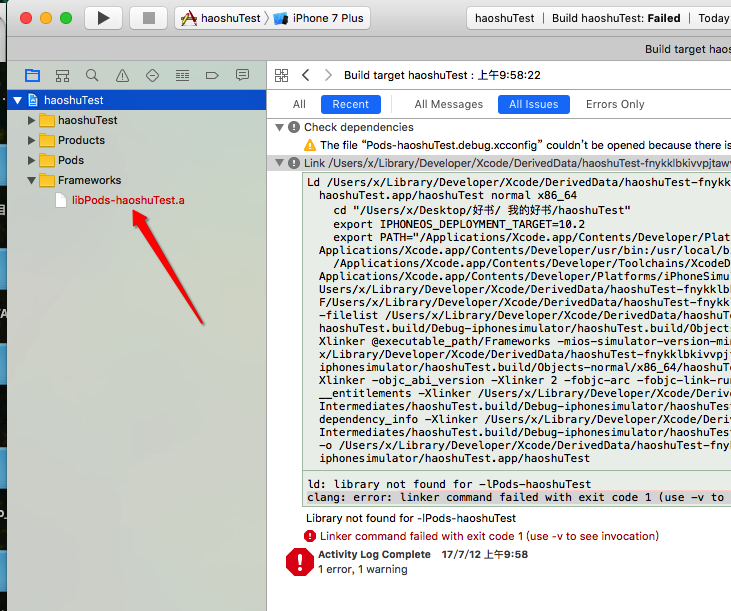 haoshuTest
iPhone 7 Plus
haoshuTest
Build haoshuTest: Failed
Today
Build target haos
haoshuTest
haoshuTest
Products
Pods
Frameworks
libPods-haoshuTest.a
Build target haoshuTest : 上午9:58:22
All
Recent
All Messages
All Issues
Errors Only
Check dependencies
The file “Pods-haoshuTest.debug.xcconfig” couldn’t be opened because there is
Link /Users/x/Library/Developer/Xcode/DerivedData/haoshuTest-fnykklbkivvpjtaw
Ld /Users/x/Library/Developer/Xcode/DerivedData/haoshuTest-fnykk
haoshuTest.app/haoshuTest normal x86_64
cd "/Users/x/Desktop/好书/ 我的好书/haoshuTest"
export IPHONEOS_DEPLOYMENT_TARGET=10.2
export PATH="/Applications/Xcode.app/Contents/Developer/Plat
Applications/Xcode.app/Contents/Developer/usr/bin:/usr/local/b
/Applications/Xcode.app/Contents/Developer/Toolchains/XcodeD
Applications/Xcode.app/Contents/Developer/Platforms/iPhoneSimu
Users/x/Library/Developer/Xcode/DerivedData/haoshuTest-fnykklb
F/Users/x/Library/Developer/Xcode/DerivedData/haoshuTest-fnykk
-filelist /Users/x/Library/Developer/Xcode/DerivedData/haoshuT
haoshuTest.build/Debug-iphonesimulator/haoshuTest.build/Objects
Xlinker @executable_path/Frameworks -mios-simulator-version-min
x/Library/Developer/Xcode/DerivedData/haoshuTest-fnykklbkivvpjt
iphonesimulator/haoshuTest.build/Objects-normal/x86_64/haoshuT
Xlinker -objc_abi_version -Xlinker 2 -fobjc-arc -fobjc-link-run
__entitlements -Xlinker /Users/x/Library/Developer/Xcode/Derive
Intermediates/haoshuTest.build/Debug-iphonesimulator/haoshuTest
dependency_info -Xlinker /Users/x/Library/Developer/Xcode/Deri
Intermediates/haoshuTest.build/Debug-iphonesimulator/haoshuTest
-o /Users/x/Library/Developer/Xcode/DerivedData/haoshuTest-fnyk
iphonesimulator/haoshuTest.app/haoshuTest
ld: library not found for -lPods-haoshuTest
clang: error: linker command failed with exit code 1 (use -v to
Library not found for -lPods-haoshuTest
Linker command failed with exit code 1 (use -v to see invocation)
Activity Log Complete 17/7/12 上午9:58
1 error, 1 warning